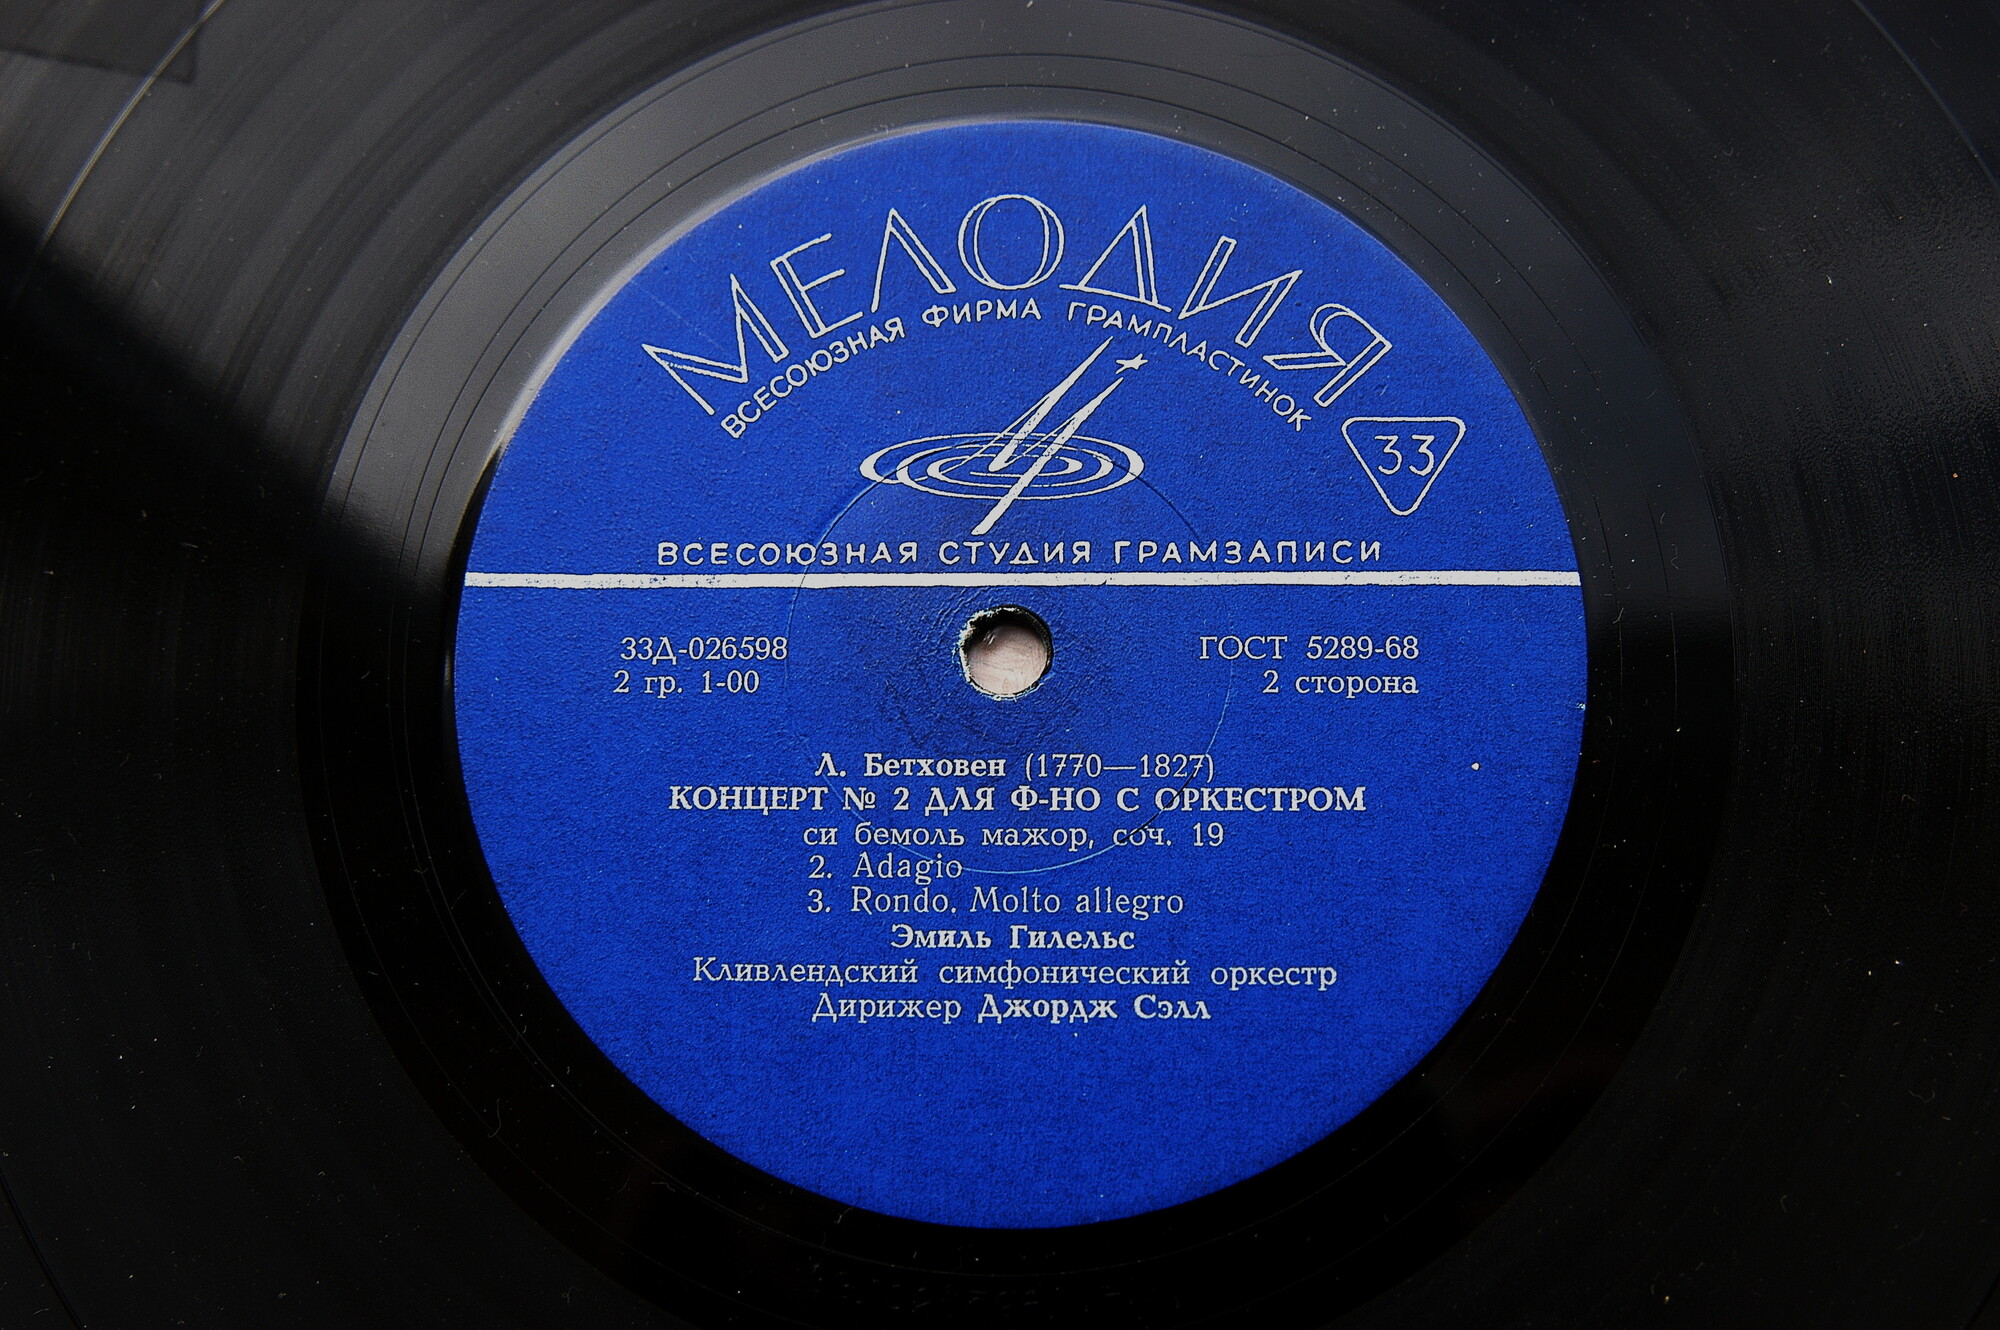 МЕЛОДИЯ
ВСЕСОЮЗНАЯ ФИРМА ГРАМПЛАСТИНОК
33
ВСЕСОЮЗНАЯ СТУДИЯ ГРАМЗАПИСИ
33Д-026598
2 гр. 1-00
ГОСТ 5289-68
2 сторона
Л. Бетховен (1770—1827)
КОНЦЕРТ № 2 ДЛЯ Ф-НО С ОРКЕСТРОМ
си бемоль мажор, соч. 19
2. Adagio
3. Rondo. Molto allegro
Эмиль Гилельс
Кливлендский симфонический оркестр
Дирижер Джордж Сэлл